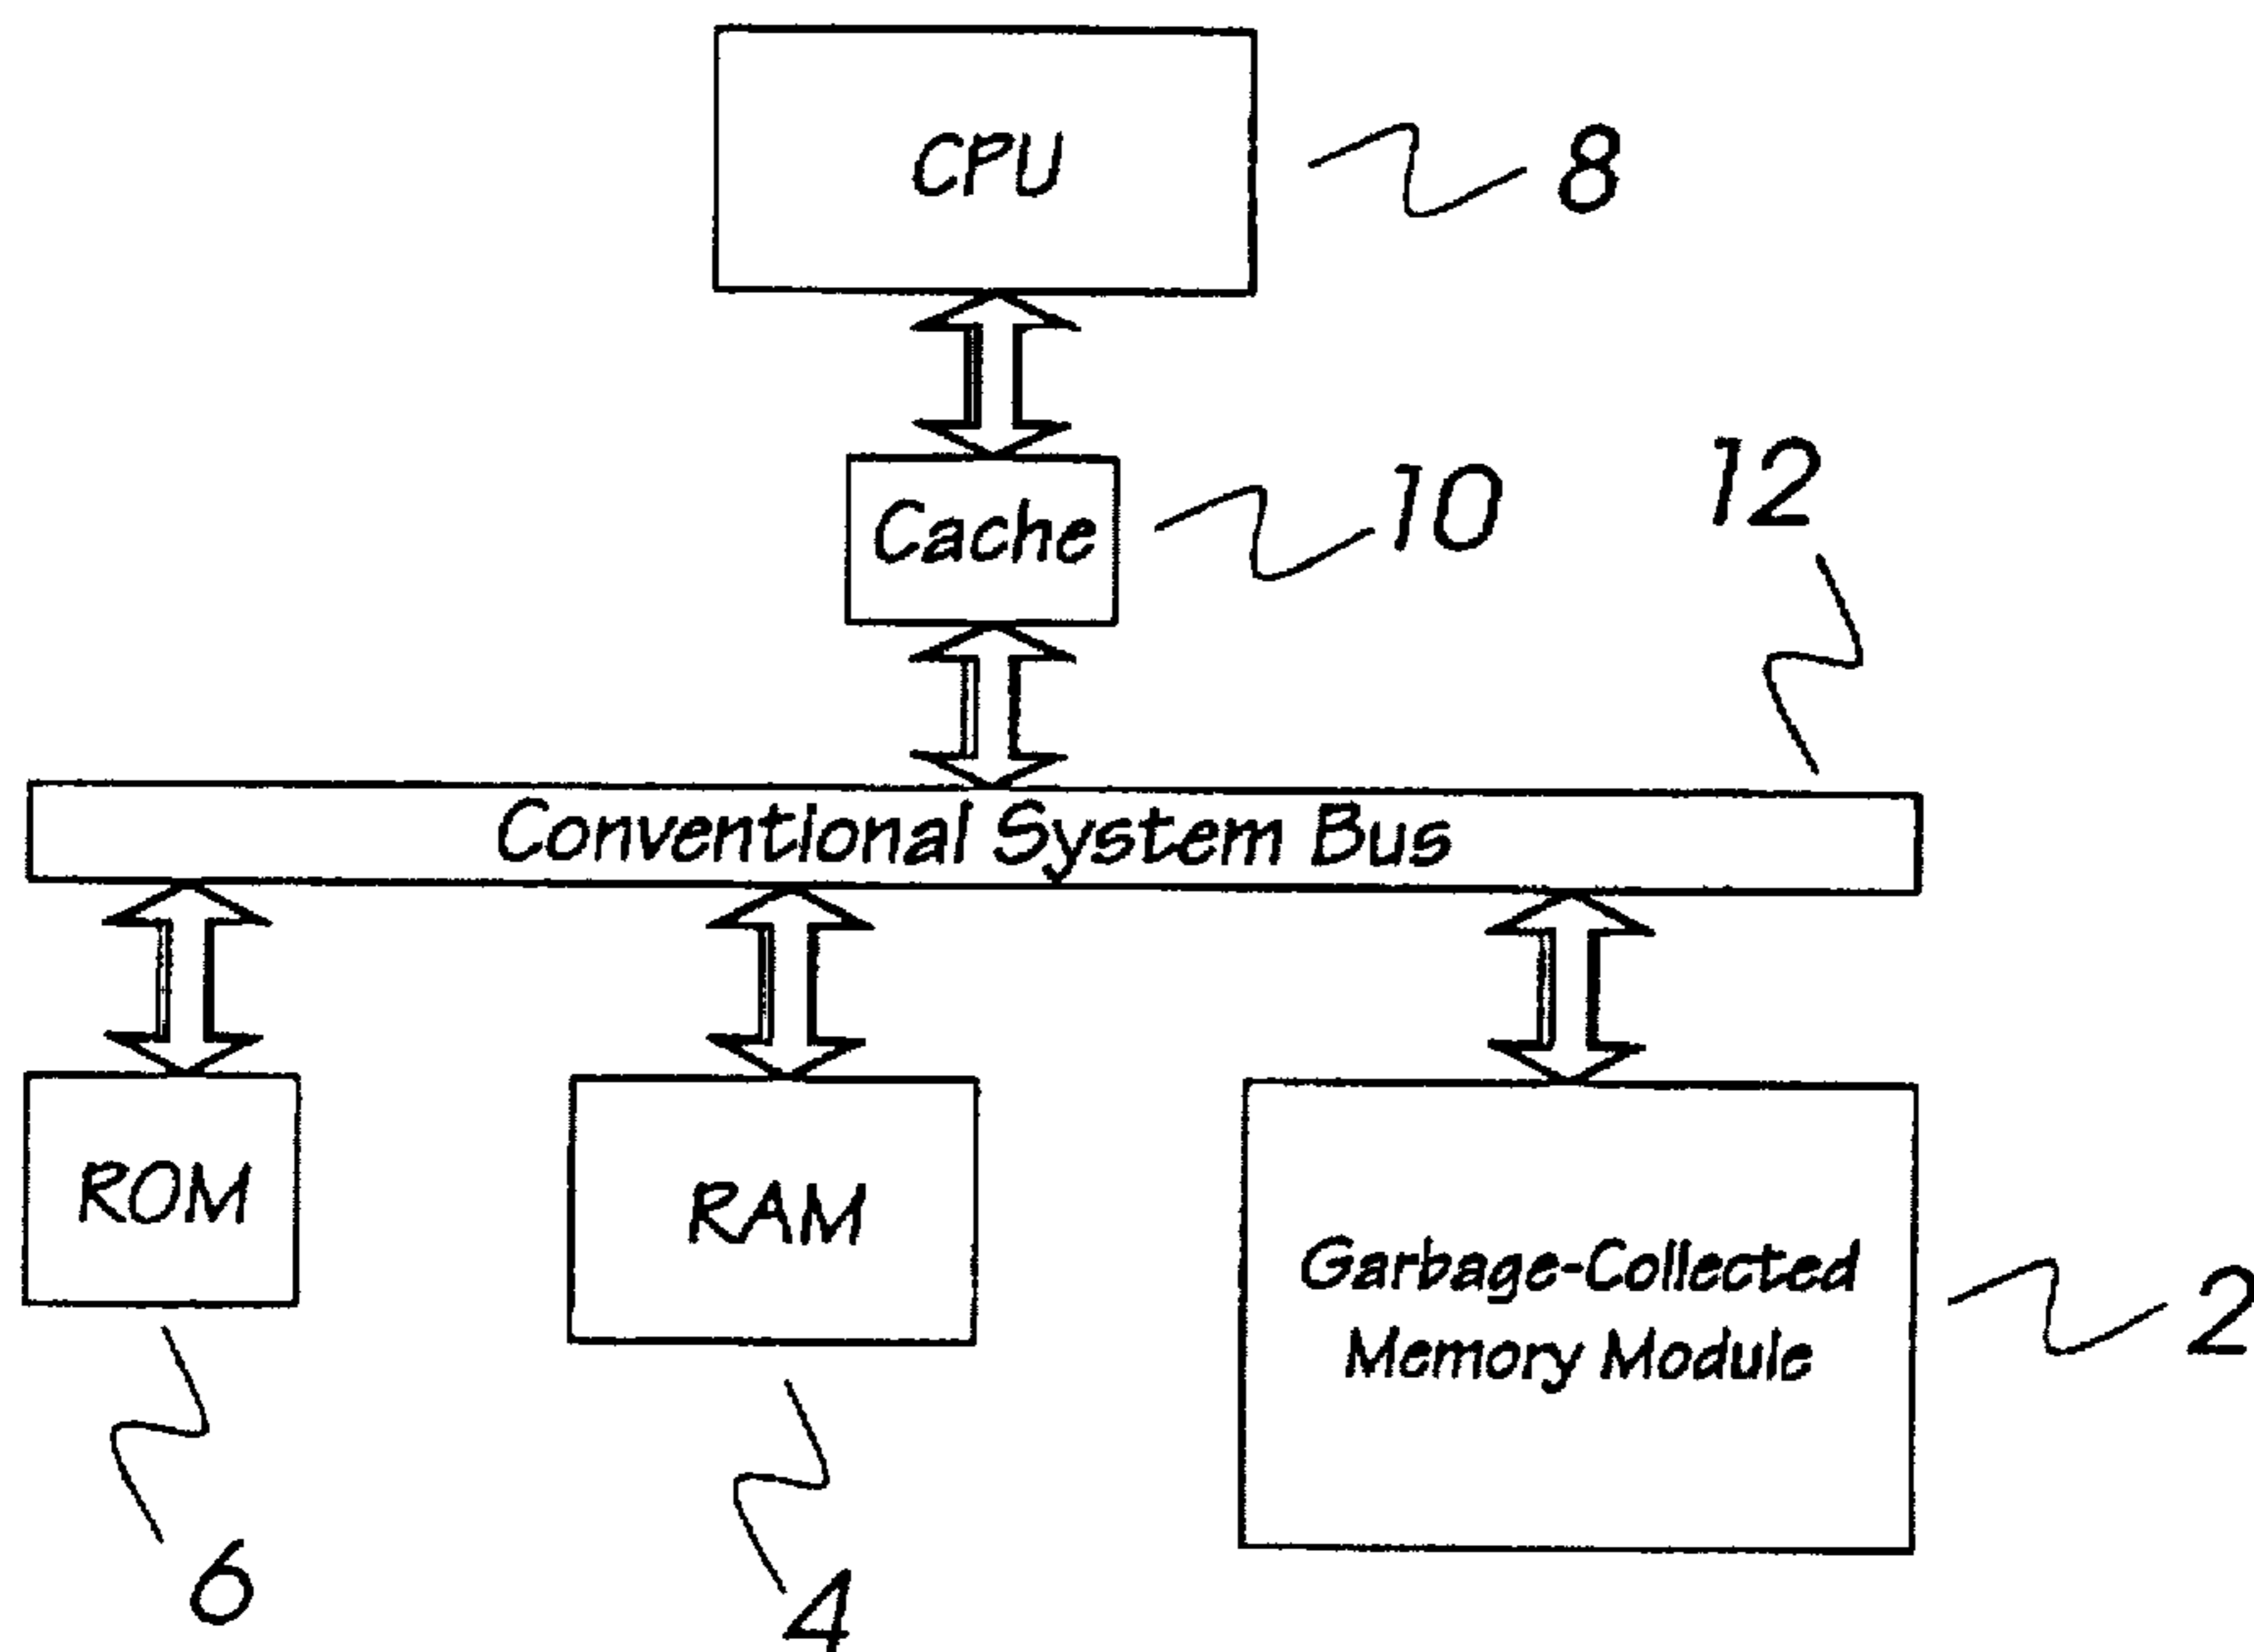 CPU
8
Cache
10
12
Conventional System Bus
ROM
RAM
Garbage-Collected
Memory Module
2
6
4